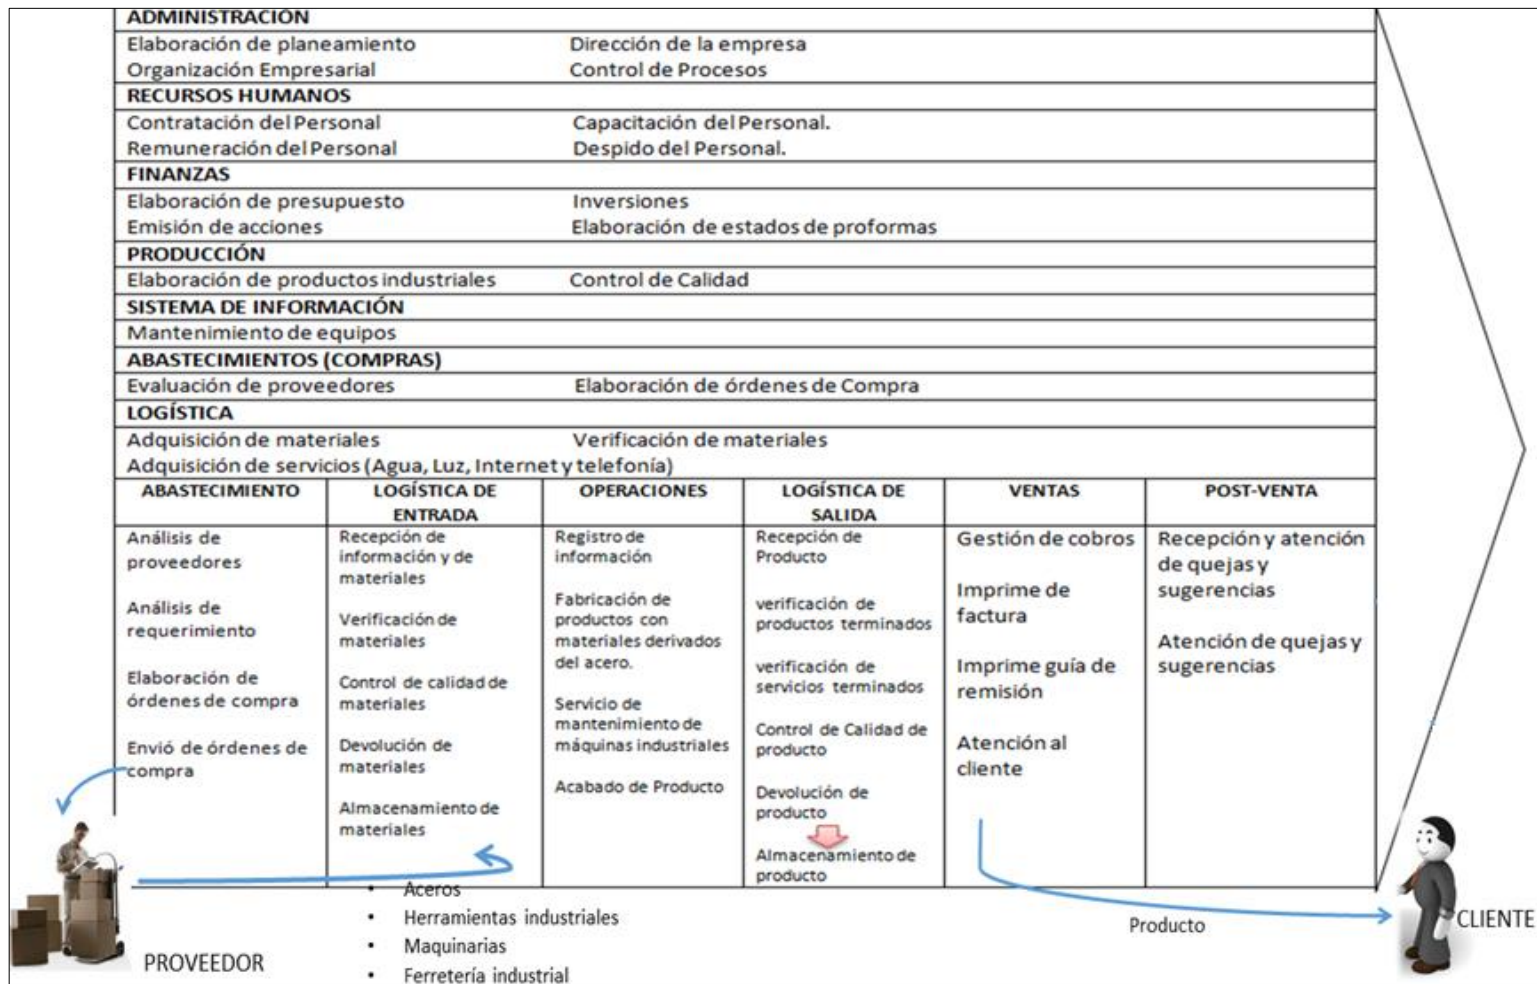 ADMINISTRACIÓN
Elaboración de planeamiento Dirección de la empresa
Organización Empresarial Control de Procesos
RECURSOS HUMANOS
Contratación del Personal Capacitación del Personal.
Remuneración del Personal Despido del Personal.
FINANZAS
Elaboración de presupuesto Inversiones
Emisión de acciones Elaboración de estados de proformas
PRODUCCIÓN
Elaboración de productos industriales Control de Calidad
SISTEMA DE INFORMACIÓN
Mantenimiento de equipos
ABASTECIMIENTOS (COMPRAS)
Evaluación de proveedores Elaboración de órdenes de Compra
LOGÍSTICA
Adquisición de materiales Verificación de materiales
Adquisición de servicios (Agua, Luz, Internet y telefonía)
ABASTECIMIENTO
Análisis de
proveedores
Análisis de
requerimiento
Elaboración de
órdenes de compra
Envió de órdenes de
compra
LOGÍSTICA DE
ENTRADA
Recepción de
información y de
materiales
Verificación de
materiales
Control de calidad de
materiales
Devolución de
materiales
Almacenamiento de
materiales
OPERACIONES
Registro de
información
Fabricación de
productos con
materiales derivados
del acero.
Servicio de
mantenimiento de
máquinas industriales
Acabado de Producto
LOGÍSTICA DE
SALIDA
Recepción de
Producto
verificación de
productos terminados
verificación de
servicios terminados
Control de Calidad de
producto
Devolución de
producto
Almacenamiento de
producto
VENTAS
Gestión de cobros
Imprime de
factura
Imprime guía de
remisión
Atención al
cliente
POST-VENTA
Recepción y atención
de quejas y
sugerencias
Atención de quejas y
sugerencias
PROVEEDOR
• Aceros
• Herramientas industriales
• Maquinarias
• Ferretería industrial
Producto
CLIENTE